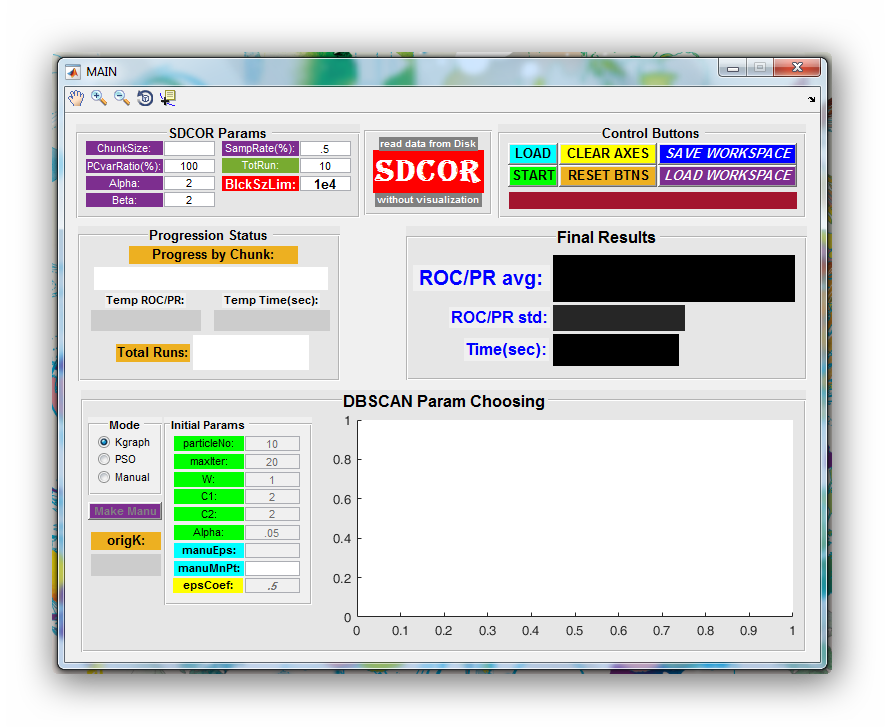 MAIN
SDCOR Params
ChunkSize:
SampRate(%): .5
PCvarRatio(%): 100
TotRun: 10
Alpha: 2
BlckSzLim: 1e4
Beta: 2
read data from Disk
SDCOR
without visualization
Control Buttons
LOAD CLEAR AXES SAVE WORKSPACE
START RESET BTNS LOAD WORKSPACE
Progression Status
Progress by Chunk:
Temp ROC/PR: Temp Time(sec):
Total Runs:
Final Results
ROC/PR avg:
ROC/PR std:
Time(sec):
DBSCAN Param Choosing
Mode
Kgraph
PSO
Manual
Make Manu
origK:
Initial Params
particleNo: 10
maxIter: 20
W: 1
C1: 2
C2: 2
Alpha: .05
manuEps:
manuMnPt:
epsCoef: .5
1
0.8
0.6
0.4
0.2
0
0 0.1 0.2 0.3 0.4 0.5 0.6 0.7 0.8 0.9 1